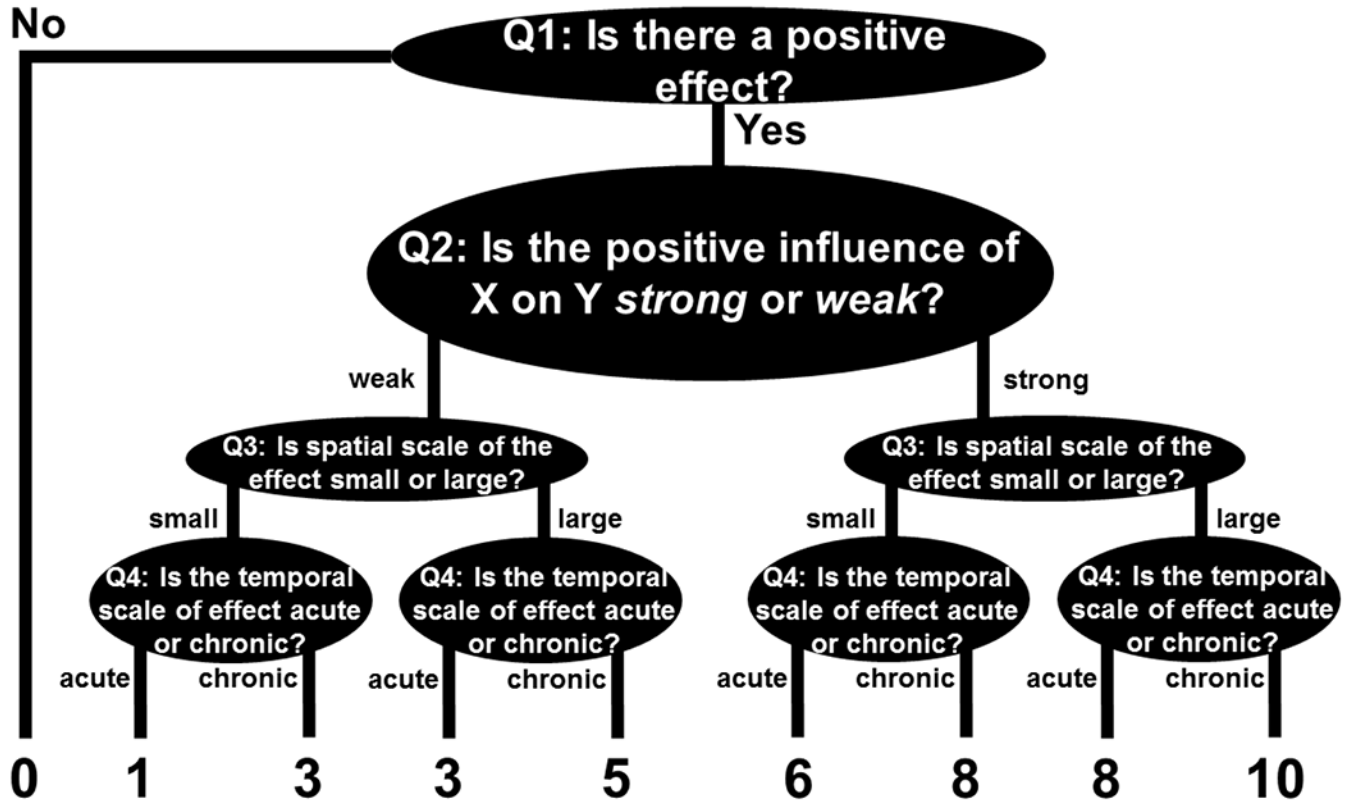 No
Q1: Is there a positive
effect?
Yes
Q2: Is the positive influence of
X on Y strong or weak?
weak
strong
Q3: Is spatial scale of the
effect small or large?
Q3: Is spatial scale of the
effect small or large?
small
large
small
large
Q4: Is the temporal
scale of effect acute
or chronic?
Q4: Is the temporal
scale of effect acute
or chronic?
Q4: Is the temporal
scale of effect acute
or chronic?
Q4: Is the temporal
scale of effect acute
or chronic?
acute
chronic
acute
chronic
acute
chronic
acute
chronic
0
1
3
3
5
6
8
8
10